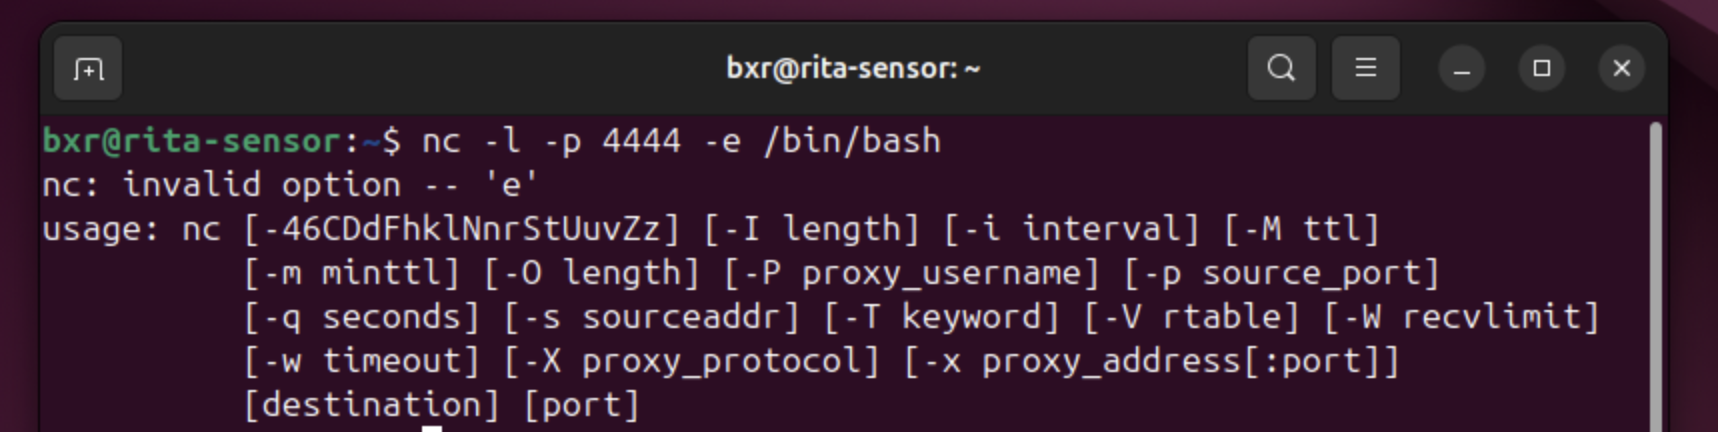 bxr@rita-sensor: ~
bxr@rita-sensor:~$ nc -l -p 4444 -e /bin/bash
nc: invalid option -- 'e'
usage: nc [-46CDdFhklNnrStUuvZz] [-I length] [-i interval] [-M ttl]
[-m minttl] [-O length] [-P proxy_username] [-p source_port]
[-q seconds] [-s sourceaddr] [-T keyword] [-V rtable] [-W recvlimit]
[-w timeout] [-X proxy_protocol] [-x proxy_address[:port]]
[destination] [port]